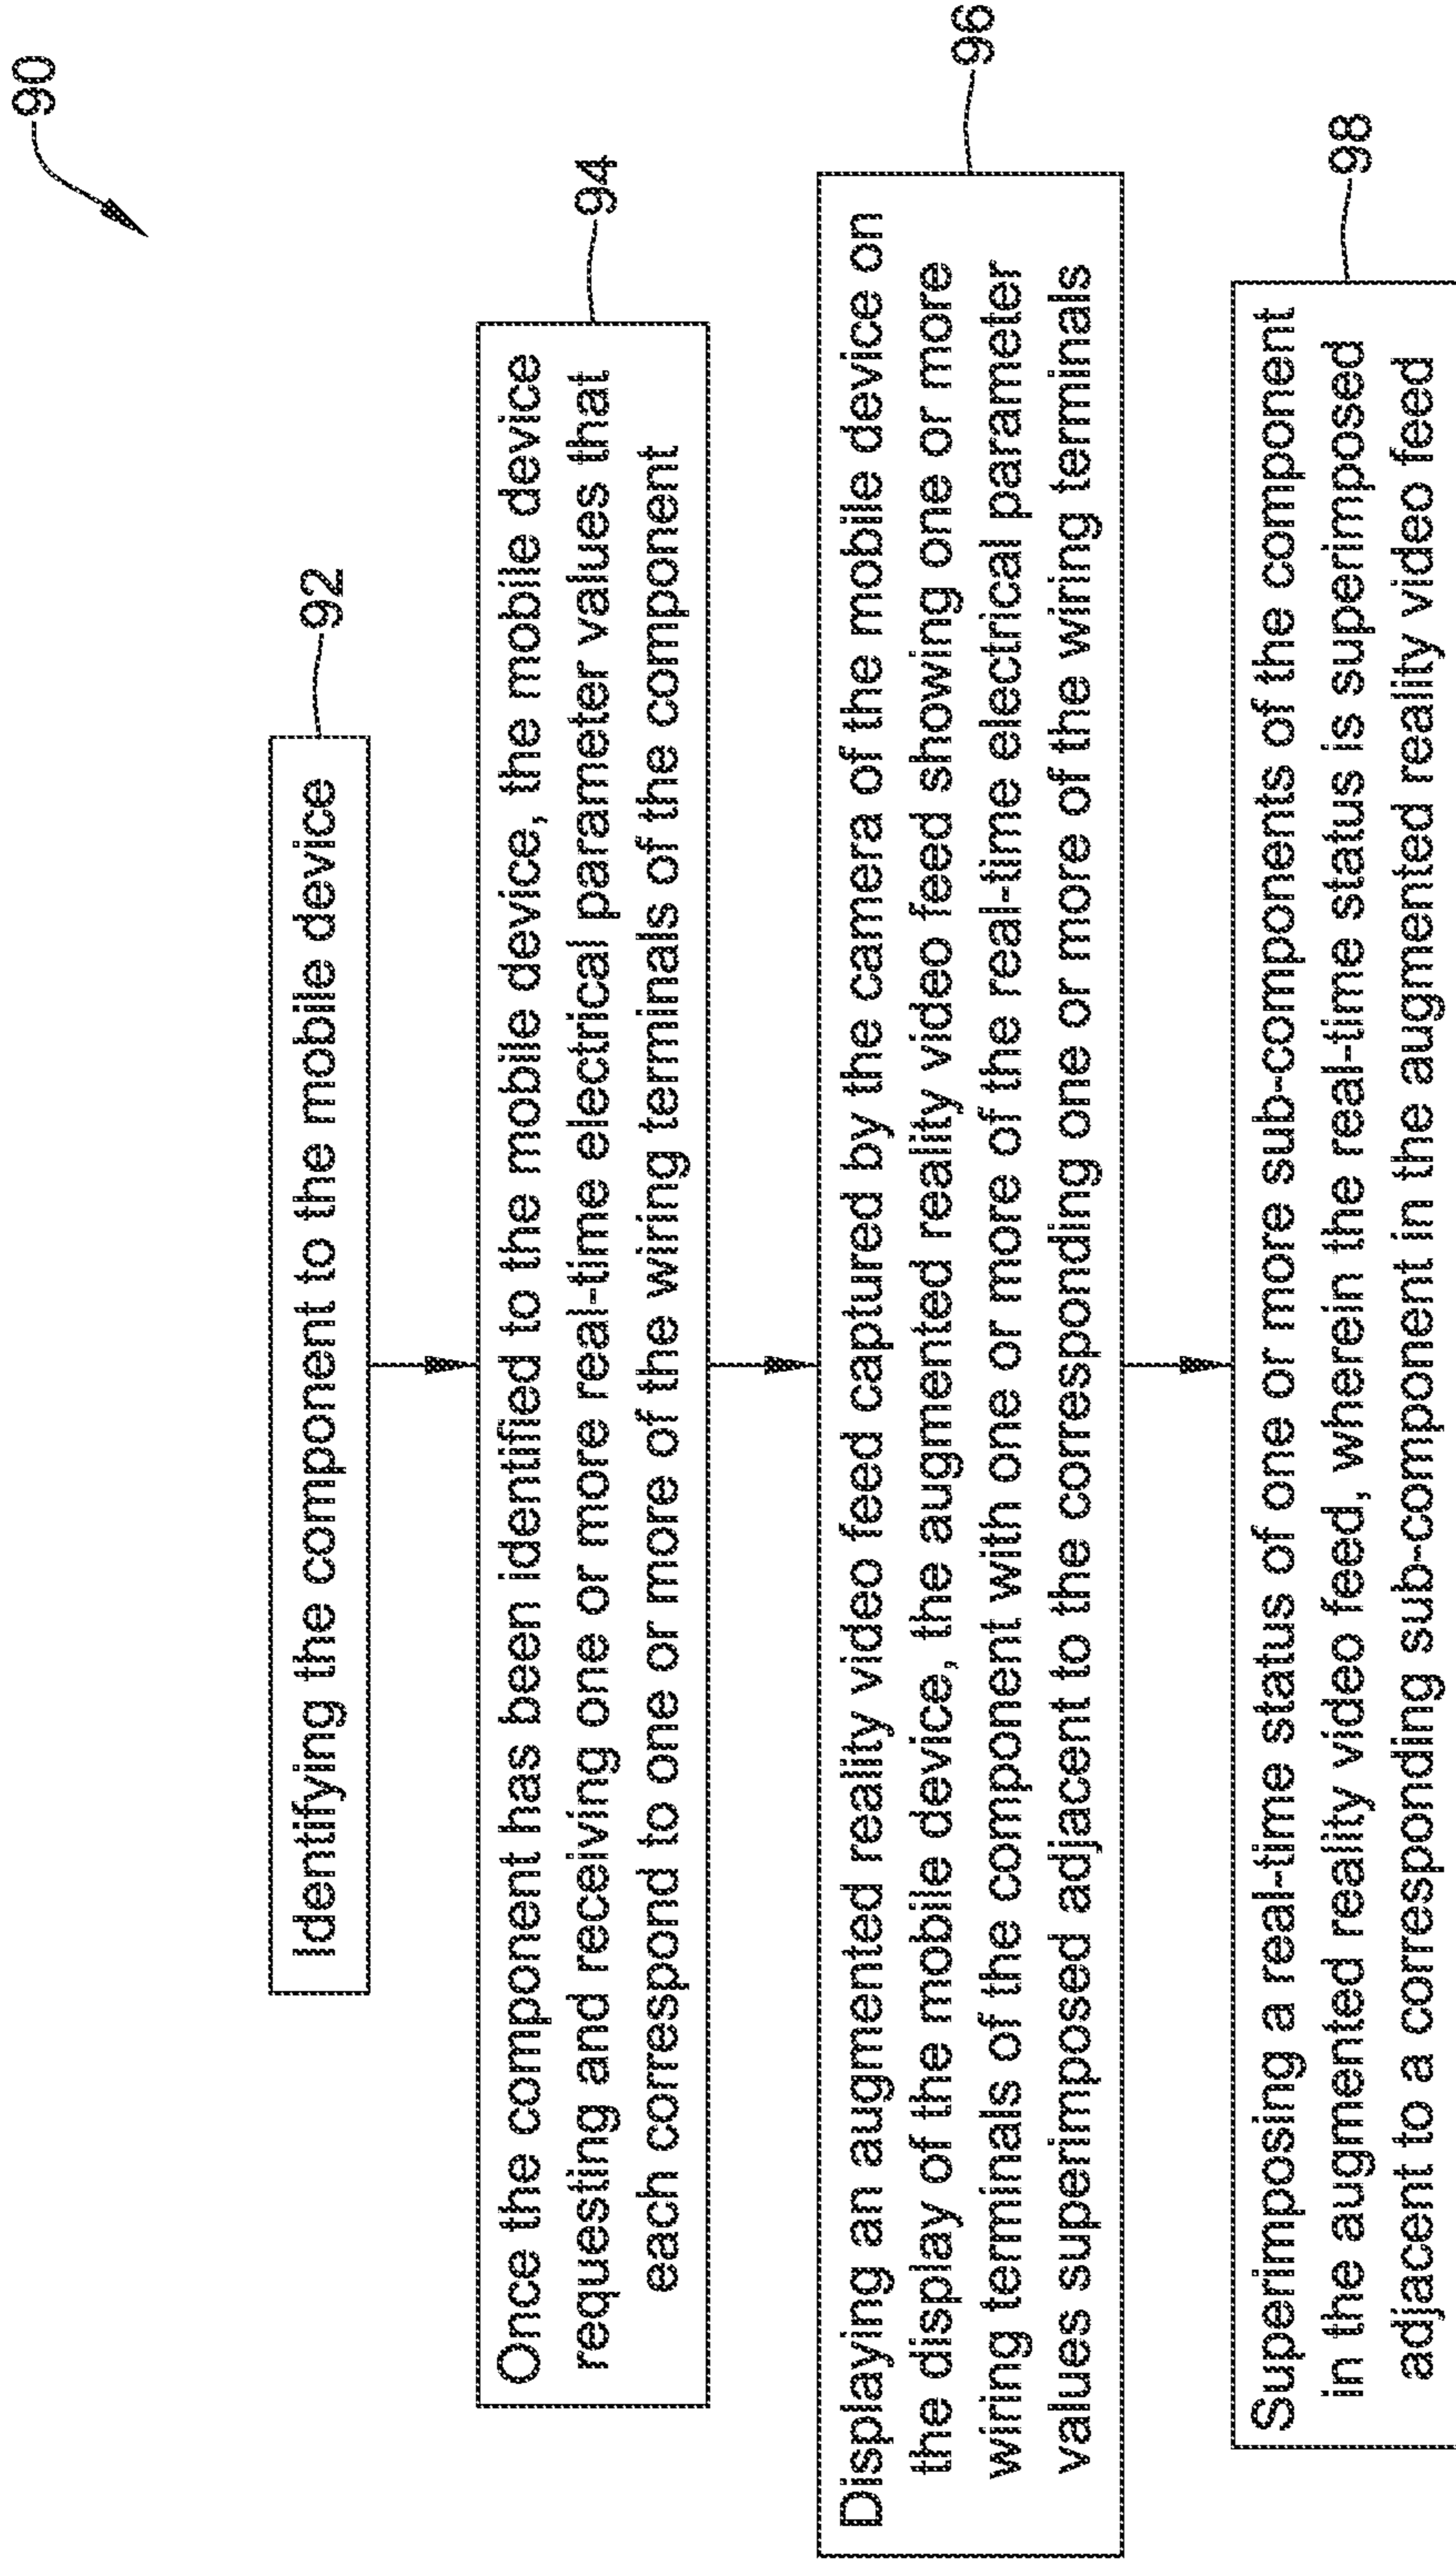 90
92
Identifying the component to the mobile device
94
Once the component has been identified to the mobile device, the mobile device
requesting and receiving one or more real-time electrical parameter values that
each correspond to one or more of the wiring terminals of the component
96
Displaying an augmented reality video feed captured by the camera of the mobile device on
the display of the mobile device, the augmented reality video feed showing one or more
wiring terminals of the component with one or more of the real-time electrical parameter
values superimposed adjacent to the corresponding one or more of the wiring terminals
98
Superimposing a real-time status of one or more sub-components of the component
in the augmented reality video feed, wherein the real-time status is superimposed
adjacent to a corresponding sub-component in the augmented reality video feed